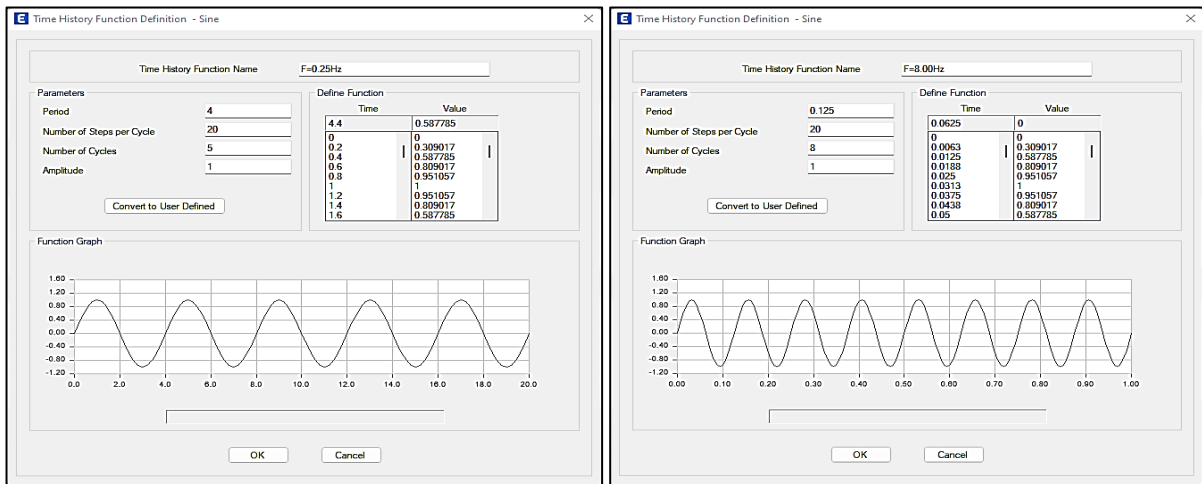 E Time History Function Definition - Sine
Time History Function Name F=0.25Hz
Parameters
Period 4
Number of Steps per Cycle 20
Number of Cycles 5
Amplitude 1
Convert to User Defined
Define Function
Time Value
4.4 0.587785
0 0
0.2 0.309017
0.4 0.587785
0.6 0.809017
0.8 0.951057
1 1
1.2 0.951057
1.4 0.809017
1.6 0.587785
Function Graph
1.60
1.20
0.80
0.40
0.00
-0.40
-0.80
-1.20
0.0 2.0 4.0 6.0 8.0 10.0 12.0 14.0 16.0 18.0 20.0
OK Cancel
E Time History Function Definition - Sine
Time History Function Name F=8.00Hz
Parameters
Period 0.125
Number of Steps per Cycle 20
Number of Cycles 8
Amplitude 1
Convert to User Defined
Define Function
Time Value
0.0625 0
0 0
0.0063 0.309017
0.0125 0.587785
0.0188 0.809017
0.025 0.951057
0.0313 1
0.0375 0.951057
0.0438 0.809017
0.05 0.587785
Function Graph
1.60
1.20
0.80
0.40
0.00
-0.40
-0.80
-1.20
0.00 0.10 0.20 0.30 0.40 0.50 0.60 0.70 0.80 0.90 1.00
OK Cancel